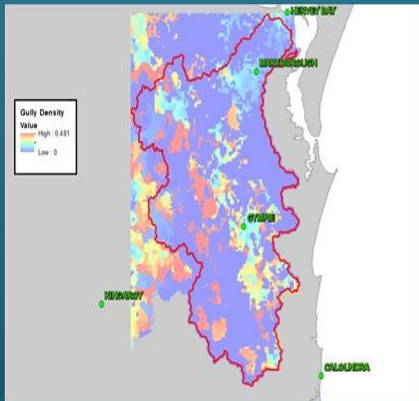 HERVEY BAY
MARYBOROUGH
Gully Density
Value
High : 0.481
Low : 0
GYMPIE
KINGAROY
CALOUNDRA